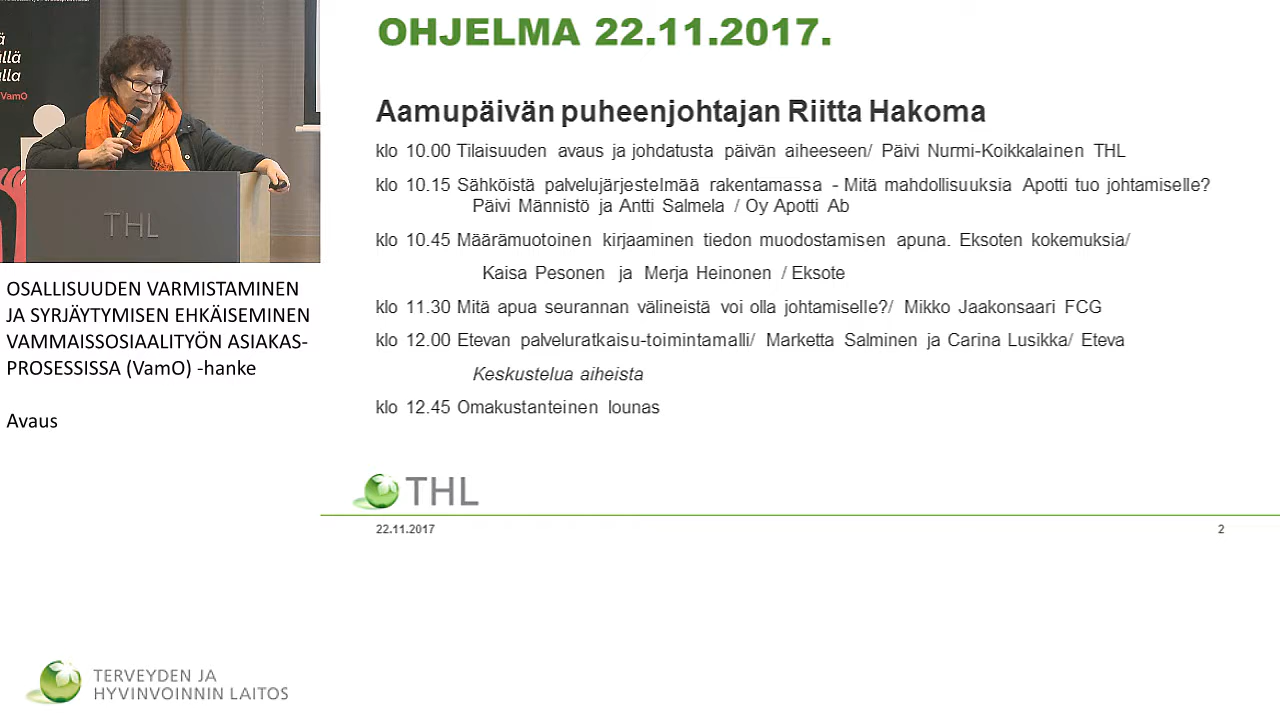 ä
ällä
alla
VamO
THL
OSALLISUUDEN VARMISTAMINEN
JA SYRJÄYTYMISEN EHKÄISEMINEN
VAMMAISSOSIAALITYÖN ASIAKAS-
PROSESSISSA (VamO) -hanke
Avaus
OHJELMA 22.11.2017.
Aamupäivän puheenjohtajan Riitta Hakoma
klo 10.00 Tilaisuuden avaus ja johdatusta päivän aiheeseen/ Päivi Nurmi-Koikkalainen THL
klo 10.15 Sähköistä palvelujärjestelmää rakentamassa - Mitä mahdollisuuksia Apotti tuo johtamiselle?
Päivi Männistö ja Antti Salmela / Oy Apotti Ab
klo 10.45 Määrämuotoinen kirjaaminen tiedon muodostamisen apuna. Eksoten kokemuksia/
Kaisa Pesonen ja Merja Heinonen / Eksote
klo 11.30 Mitä apua seurannan välineistä voi olla johtamiselle?/ Mikko Jaakonsaari FCG
klo 12.00 Etevan palveluratkaisu-toimintamalli/ Marketta Salminen ja Carina Lusikka/ Eteva
Keskustelua aiheista
klo 12.45 Omakustanteinen lounas
THL
22.11.2017
2
TERVEYDEN JA
HYVINVOINNIN LAITOS